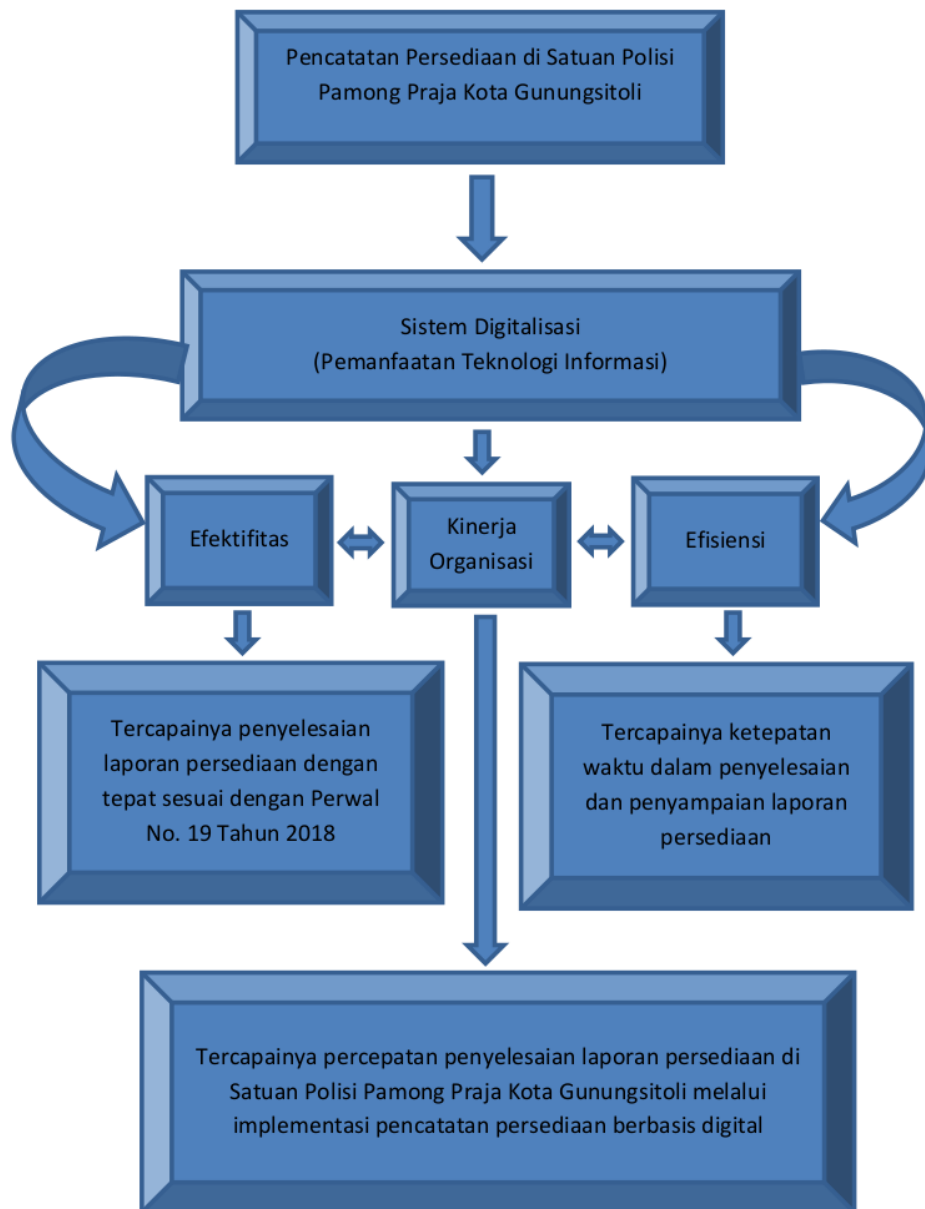 Pencatatan Persediaan di Satuan Polisi
Pamong Praja Kota Gunungsitoli
Sistem Digitalisasi
(Pemanfaatan Teknologi Informasi)
Efektifitas
Kinerja
Organisasi
Efisiensi
Tercapainya penyelesaian
laporan persediaan dengan
tepat sesuai dengan Perwal
No. 19 Tahun 2018
Tercapainya ketepatan
waktu dalam penyelesaian
dan penyampaian laporan
persediaan
Tercapainya percepatan penyelesaian laporan persediaan di
Satuan Polisi Pamong Praja Kota Gunungsitoli melalui
implementasi pencatatan persediaan berbasis digital